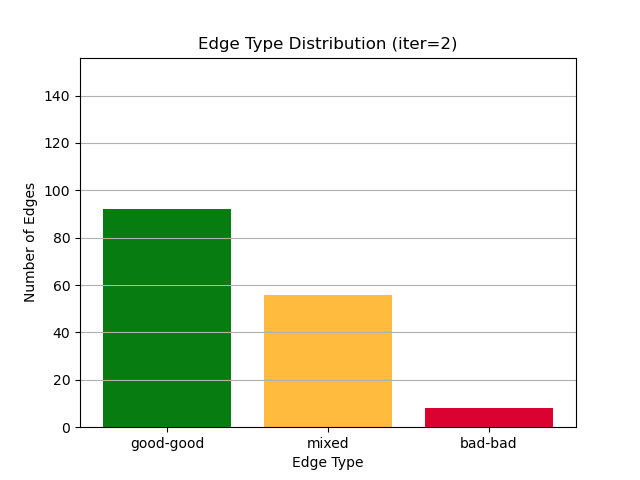 Edge Type Distribution (iter=2)
140
120
100
80
60
40
20
0
Number of Edges
good-good mixed bad-bad
Edge Type